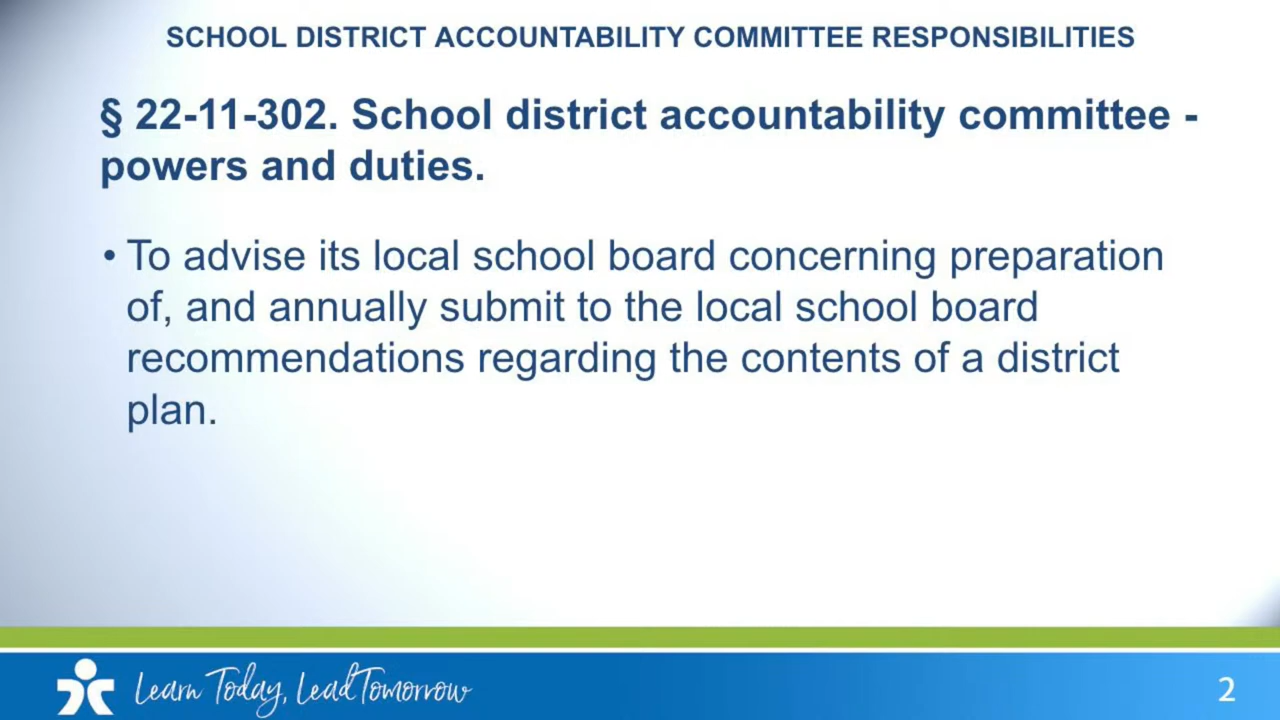 SCHOOL DISTRICT ACCOUNTABILITY COMMITTEE RESPONSIBILITIES
§ 22-11-302. School district accountability committee -
powers and duties.
• To advise its local school board concerning preparation
of, and annually submit to the local school board
recommendations regarding the contents of a district
plan.
Learn Today, Lead Tomorrow
2